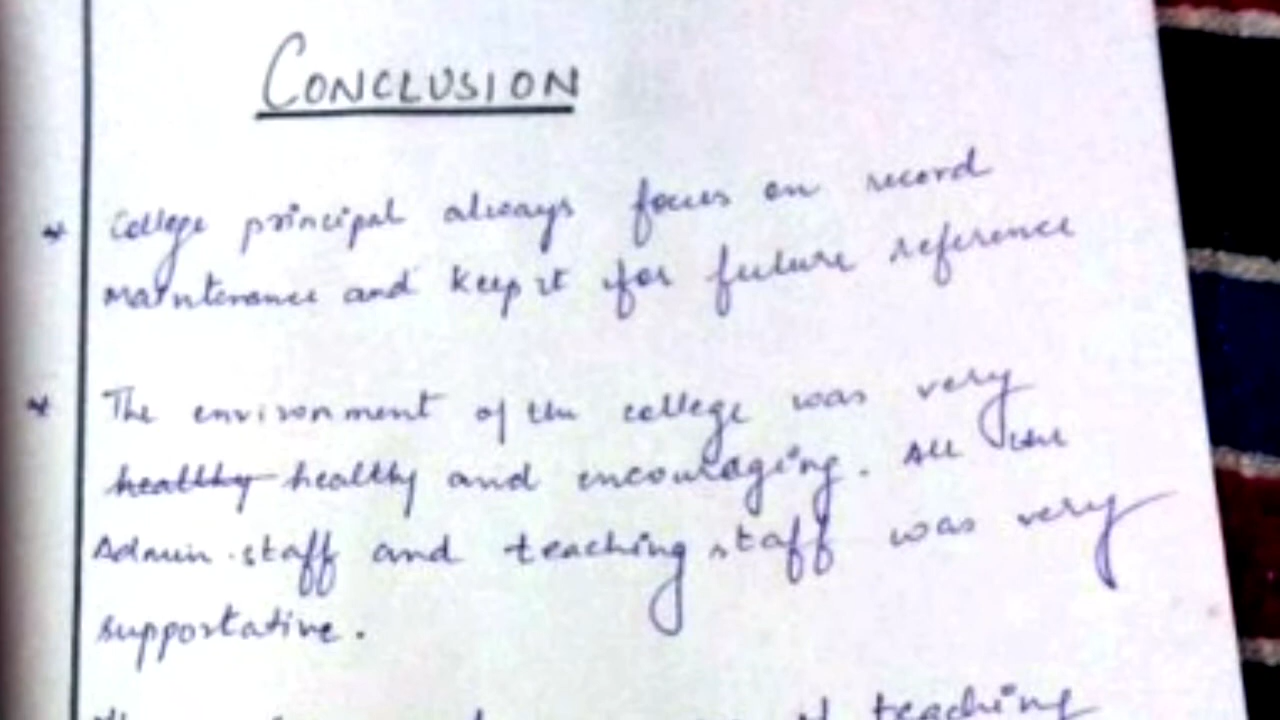 CONCLUSION
* College principal always focus on record
maintenance and keep it for future reference
* The environment of the college was very
healthy healthy and encouraging. All the
Admin. staff and teaching staff was very
supportative.
teaching